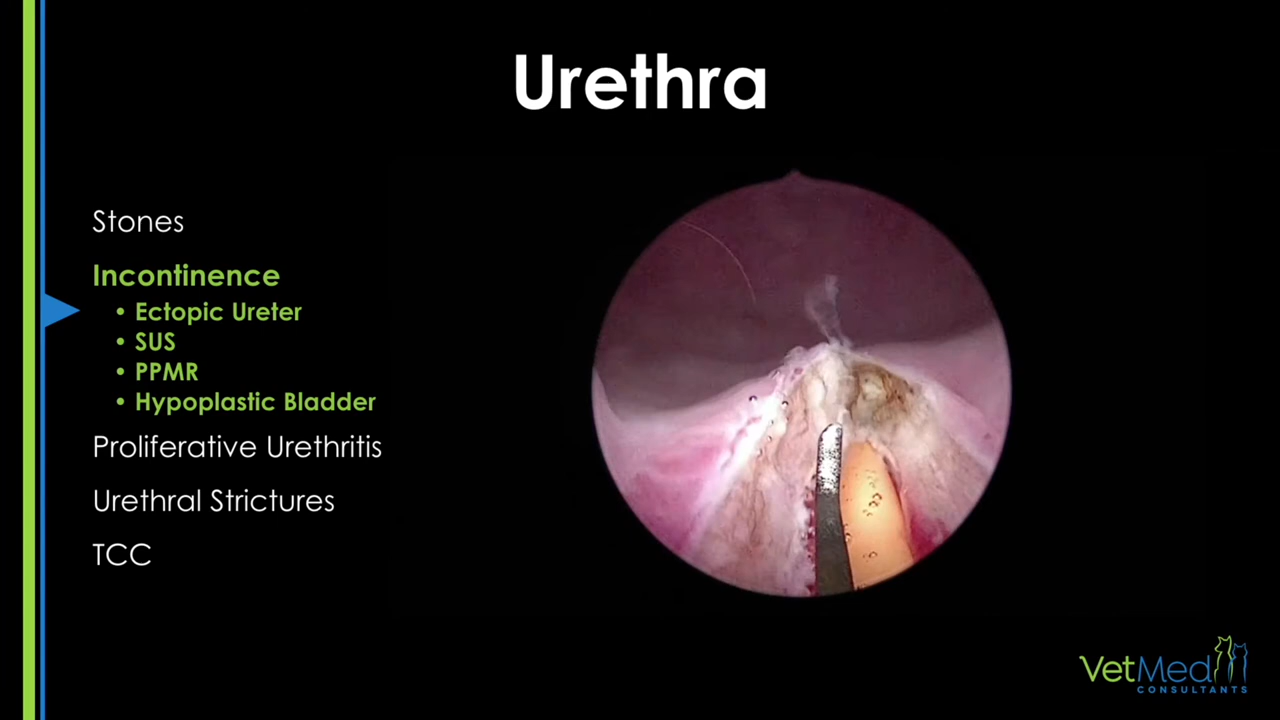 Urethra
Stones
Incontinence
• Ectopic Ureter
• SUS
• PPMR
• Hypoplastic Bladder
Proliferative Urethritis
Urethral Strictures
TCC
VetMed
CONSULTANTS